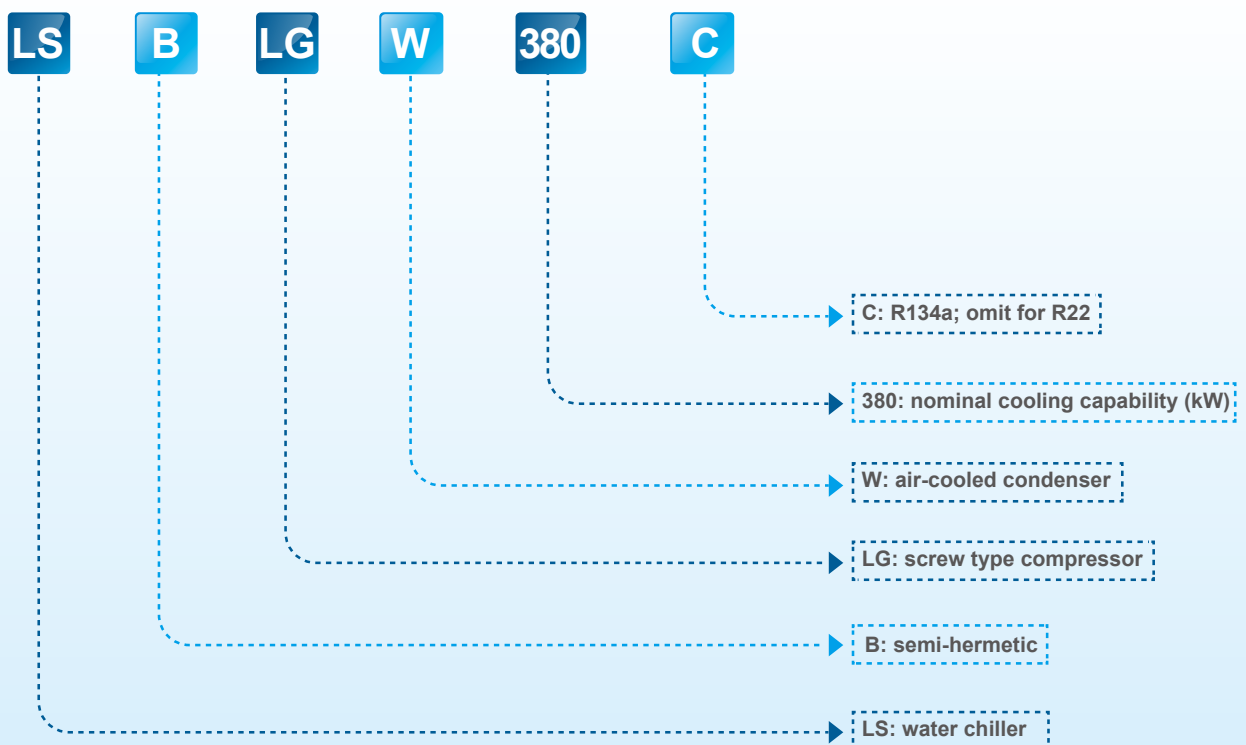 LS B LG W 380 C
C: R134a; omit for R22
380: nominal cooling capability (kW)
W: air-cooled condenser
LG: screw type compressor
B: semi-hermetic
LS: water chiller